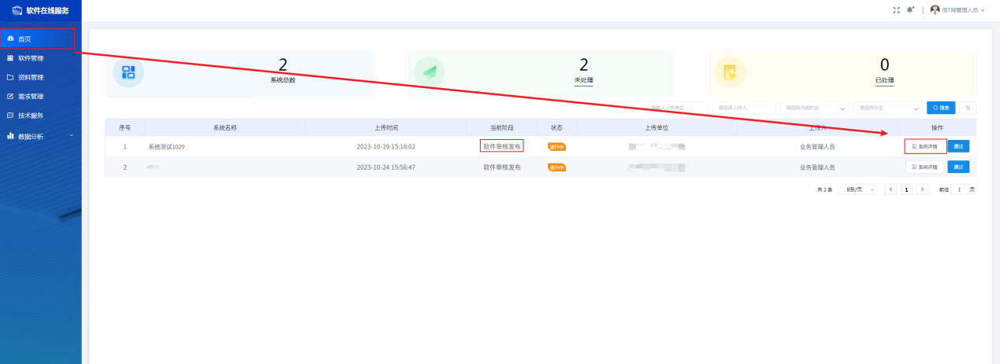 软件在线服务
信IT网管理人员
首页
软件管理
资料管理
需求管理
技术服务
数据分析
2
系统总数
2
未处理
0
已处理
请输入上传单位 请选择上传人 请选择当前阶段 请选择状态 搜索
序号 系统名称 上传时间 当前阶段 状态 上传单位 上传人 操作
1 系统测试1029 2023-10-29 15:18:02 软件审核发布 进行中 业务管理人员 系统详情 通过
2 2023-10-24 15:56:47 软件审核发布 进行中 业务管理人员 系统详情 通过
共 2 条 8条/页 1 前往 1 页